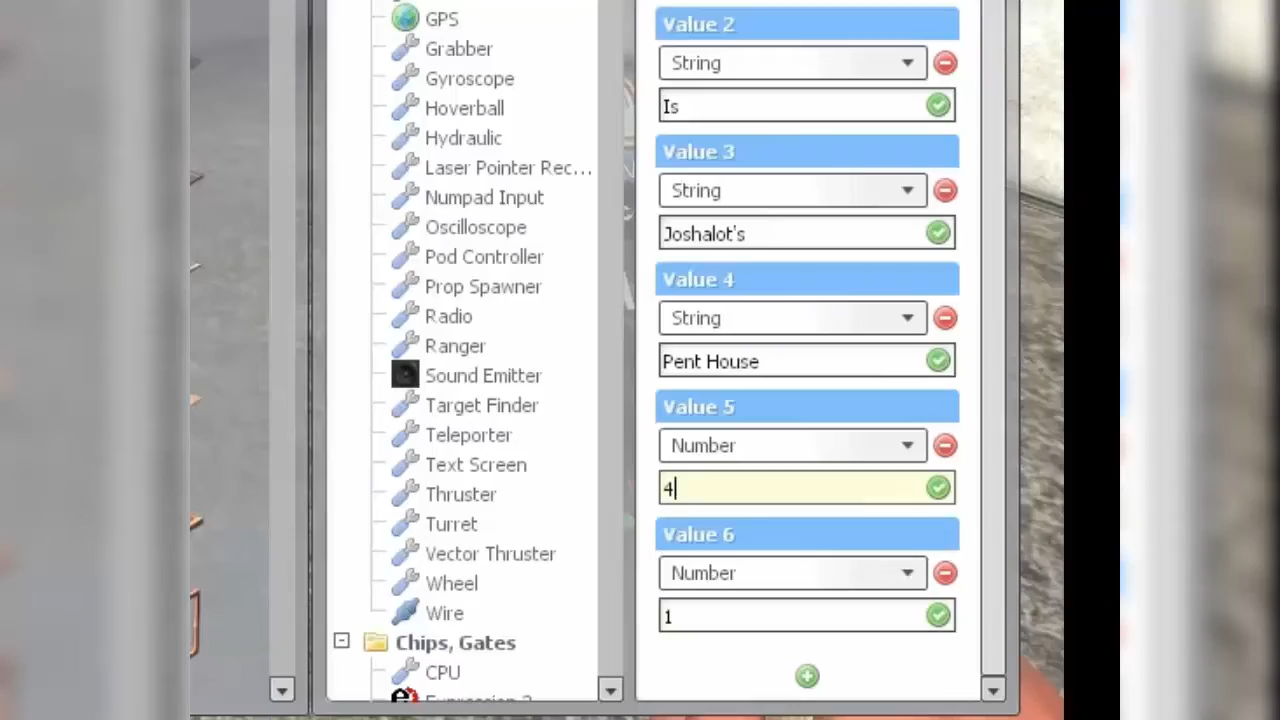 GPS
Grabber
Gyroscope
Hoverball
Hydraulic
Laser Pointer Rec...
Numpad Input
Oscilloscope
Pod Controller
Prop Spawner
Radio
Ranger
Sound Emitter
Target Finder
Teleporter
Text Screen
Thruster
Turret
Vector Thruster
Wheel
Wire
Chips, Gates
CPU
Expression 2
Value 2
String
Is
Value 3
String
Joshalot's
Value 4
String
Pent House
Value 5
Number
4
Value 6
Number
1